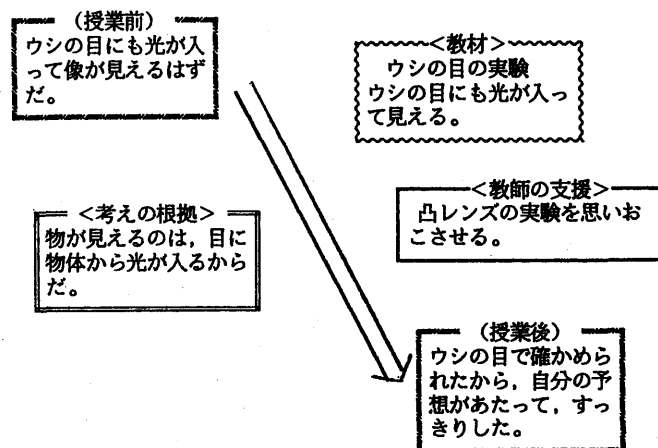 （授業前）
ウシの目にも光が入
って像が見えるはず
だ。
＜教材＞
ウシの目の実験
ウシの目にも光が入っ
て見える。
＜教師の支援＞
凸レンズの実験を思いお
こさせる。
＜考えの根拠＞
物が見えるのは，目に
物体から光が入るから
だ。
（授業後）
ウシの目で確かめら
れたから，自分の予
想があたって，すっ
きりした。